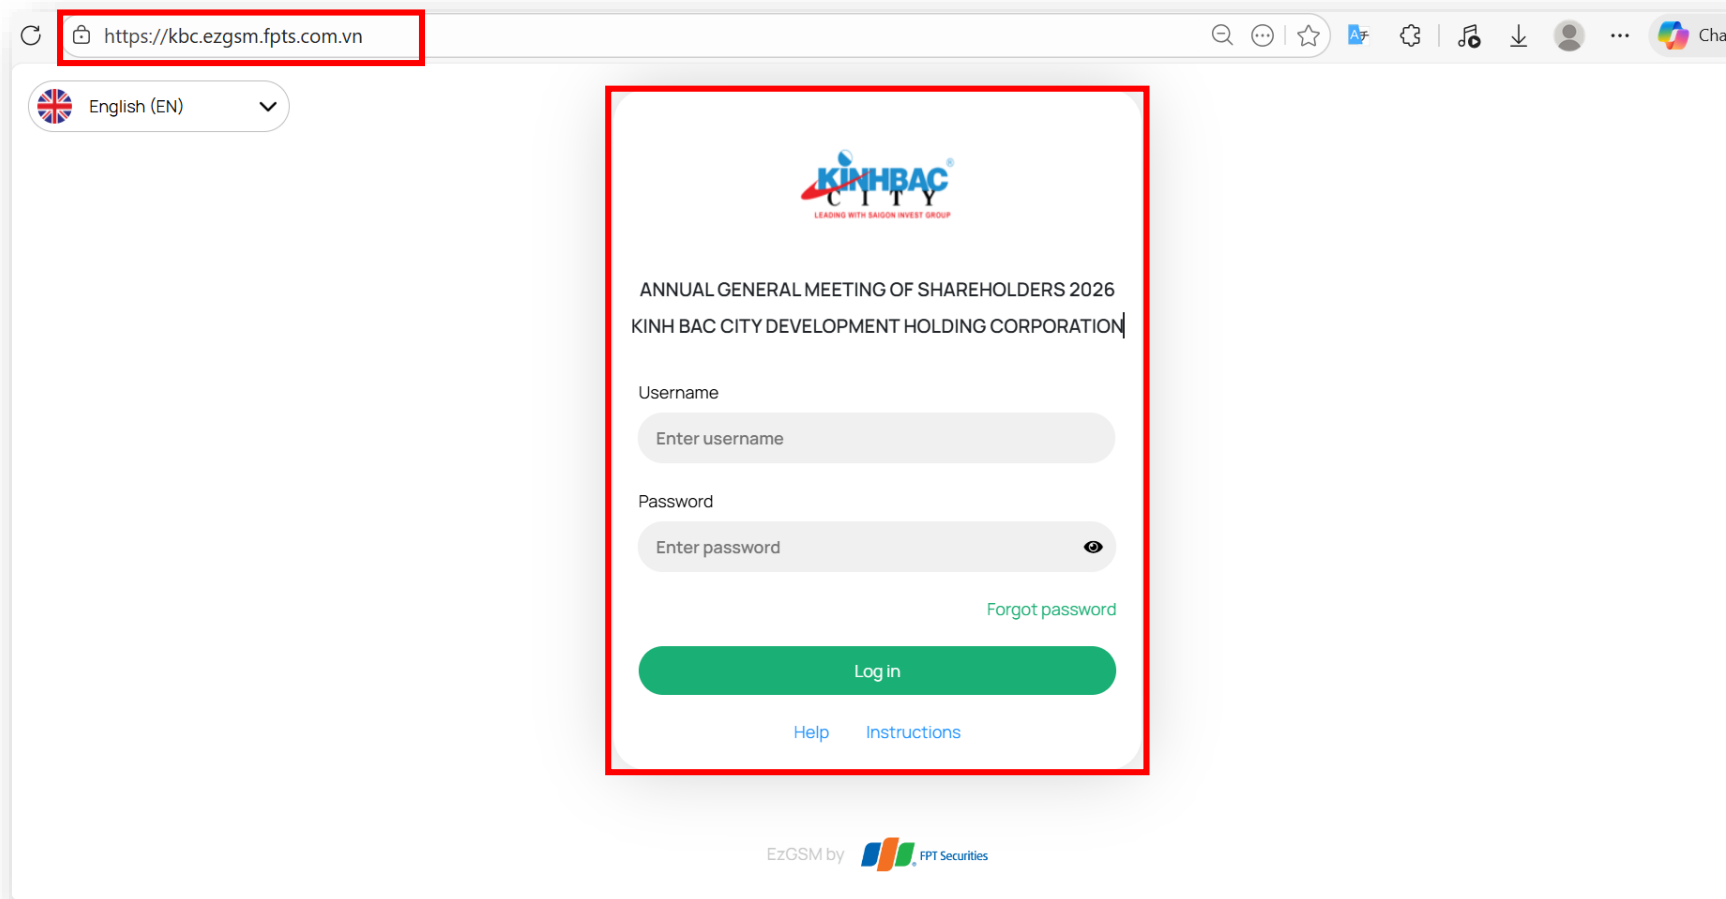 https://kbc.ezgsm.fpts.com.vn
Cha
English (EN)
KINHBAC®
CITY
LEADING WITH SAIGON INVEST GROUP
ANNUAL GENERAL MEETING OF SHAREHOLDERS 2026
KINH BAC CITY DEVELOPMENT HOLDING CORPORATION
Username
Enter username
Password
Enter password
Forgot password
Log in
Help Instructions
EzGSM by FPT Securities